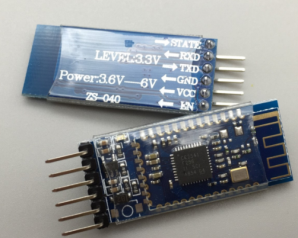 STATE
LEVEL:3.3V
RXD
TXD
Power:3.6V—6V
GND
VCC
ZS-040
EN